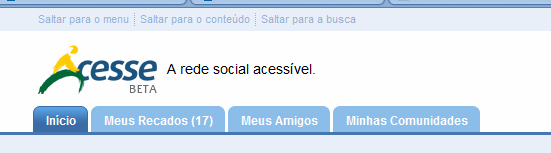 Saltar para o menu Saltar para o conteúdo Saltar para a busca
Acesse
BETA
A rede social acessível.
Início Meus Recados (17) Meus Amigos Minhas Comunidades